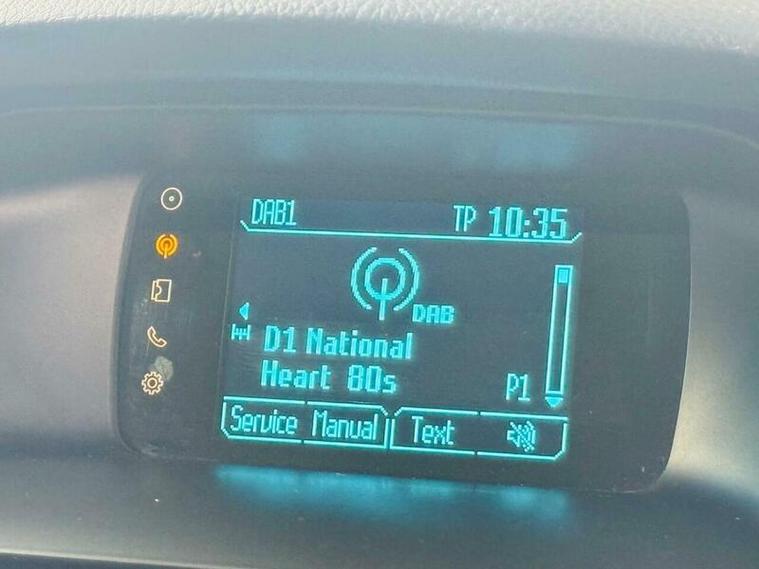 DAB1 TP 10:35
DAB
D1 National
Heart 80s P1
Service Manual Text